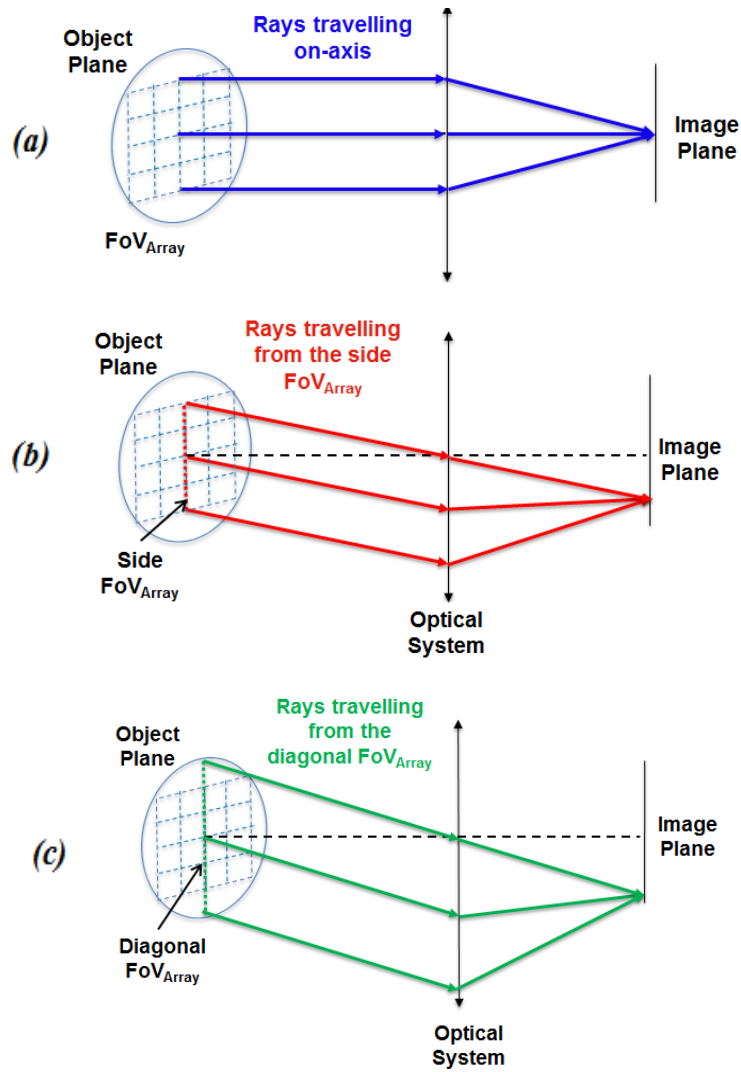 Object
Plane
Rays travelling
on-axis
(a)
Image
Plane
FoVArray
Object
Plane
Rays travelling
from the side
FoVArray
(b)
Image
Plane
Side
FoVArray
Optical
System
Object
Plane
Rays travelling
from the
diagonal FoVArray
(c)
Image
Plane
Diagonal
FoVArray
Optical
System